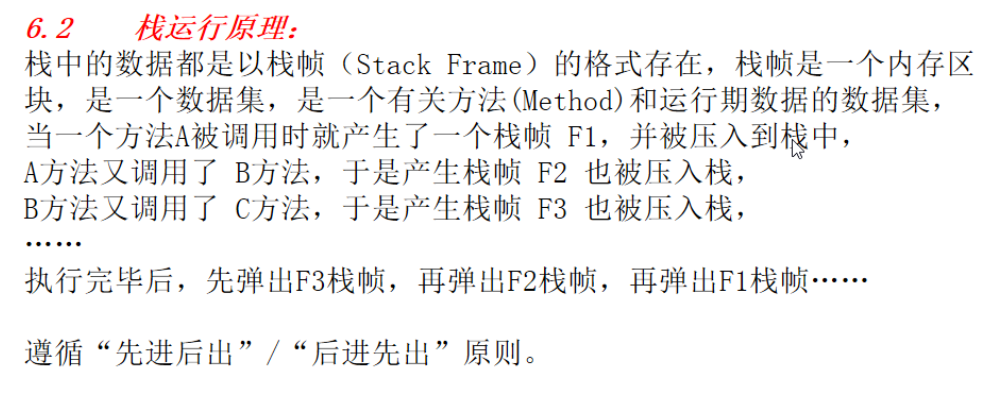 6.2 栈运行原理：
栈中的数据都是以栈帧（Stack Frame）的格式存在，栈帧是一个内存区
块，是一个数据集，是一个有关方法(Method)和运行期数据的数据集，
当一个方法A被调用时就产生了一个栈帧 F1，并被压入到栈中，
A方法又调用了 B方法，于是产生栈帧 F2 也被压入栈，
B方法又调用了 C方法，于是产生栈帧 F3 也被压入栈，
……
执行完毕后，先弹出F3栈帧，再弹出F2栈帧，再弹出F1栈帧……
遵循“先进后出”/“后进先出”原则。